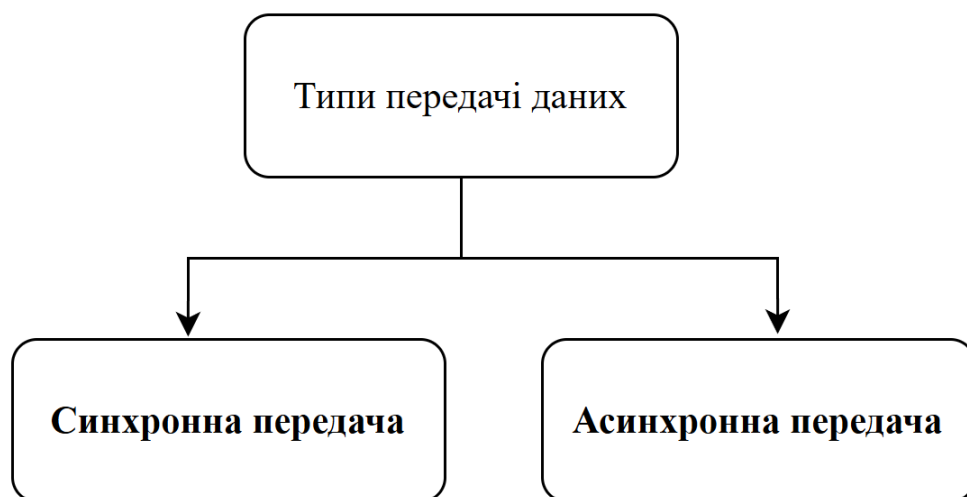 Типи передачі даних
Синхронна передача
Асинхронна передача